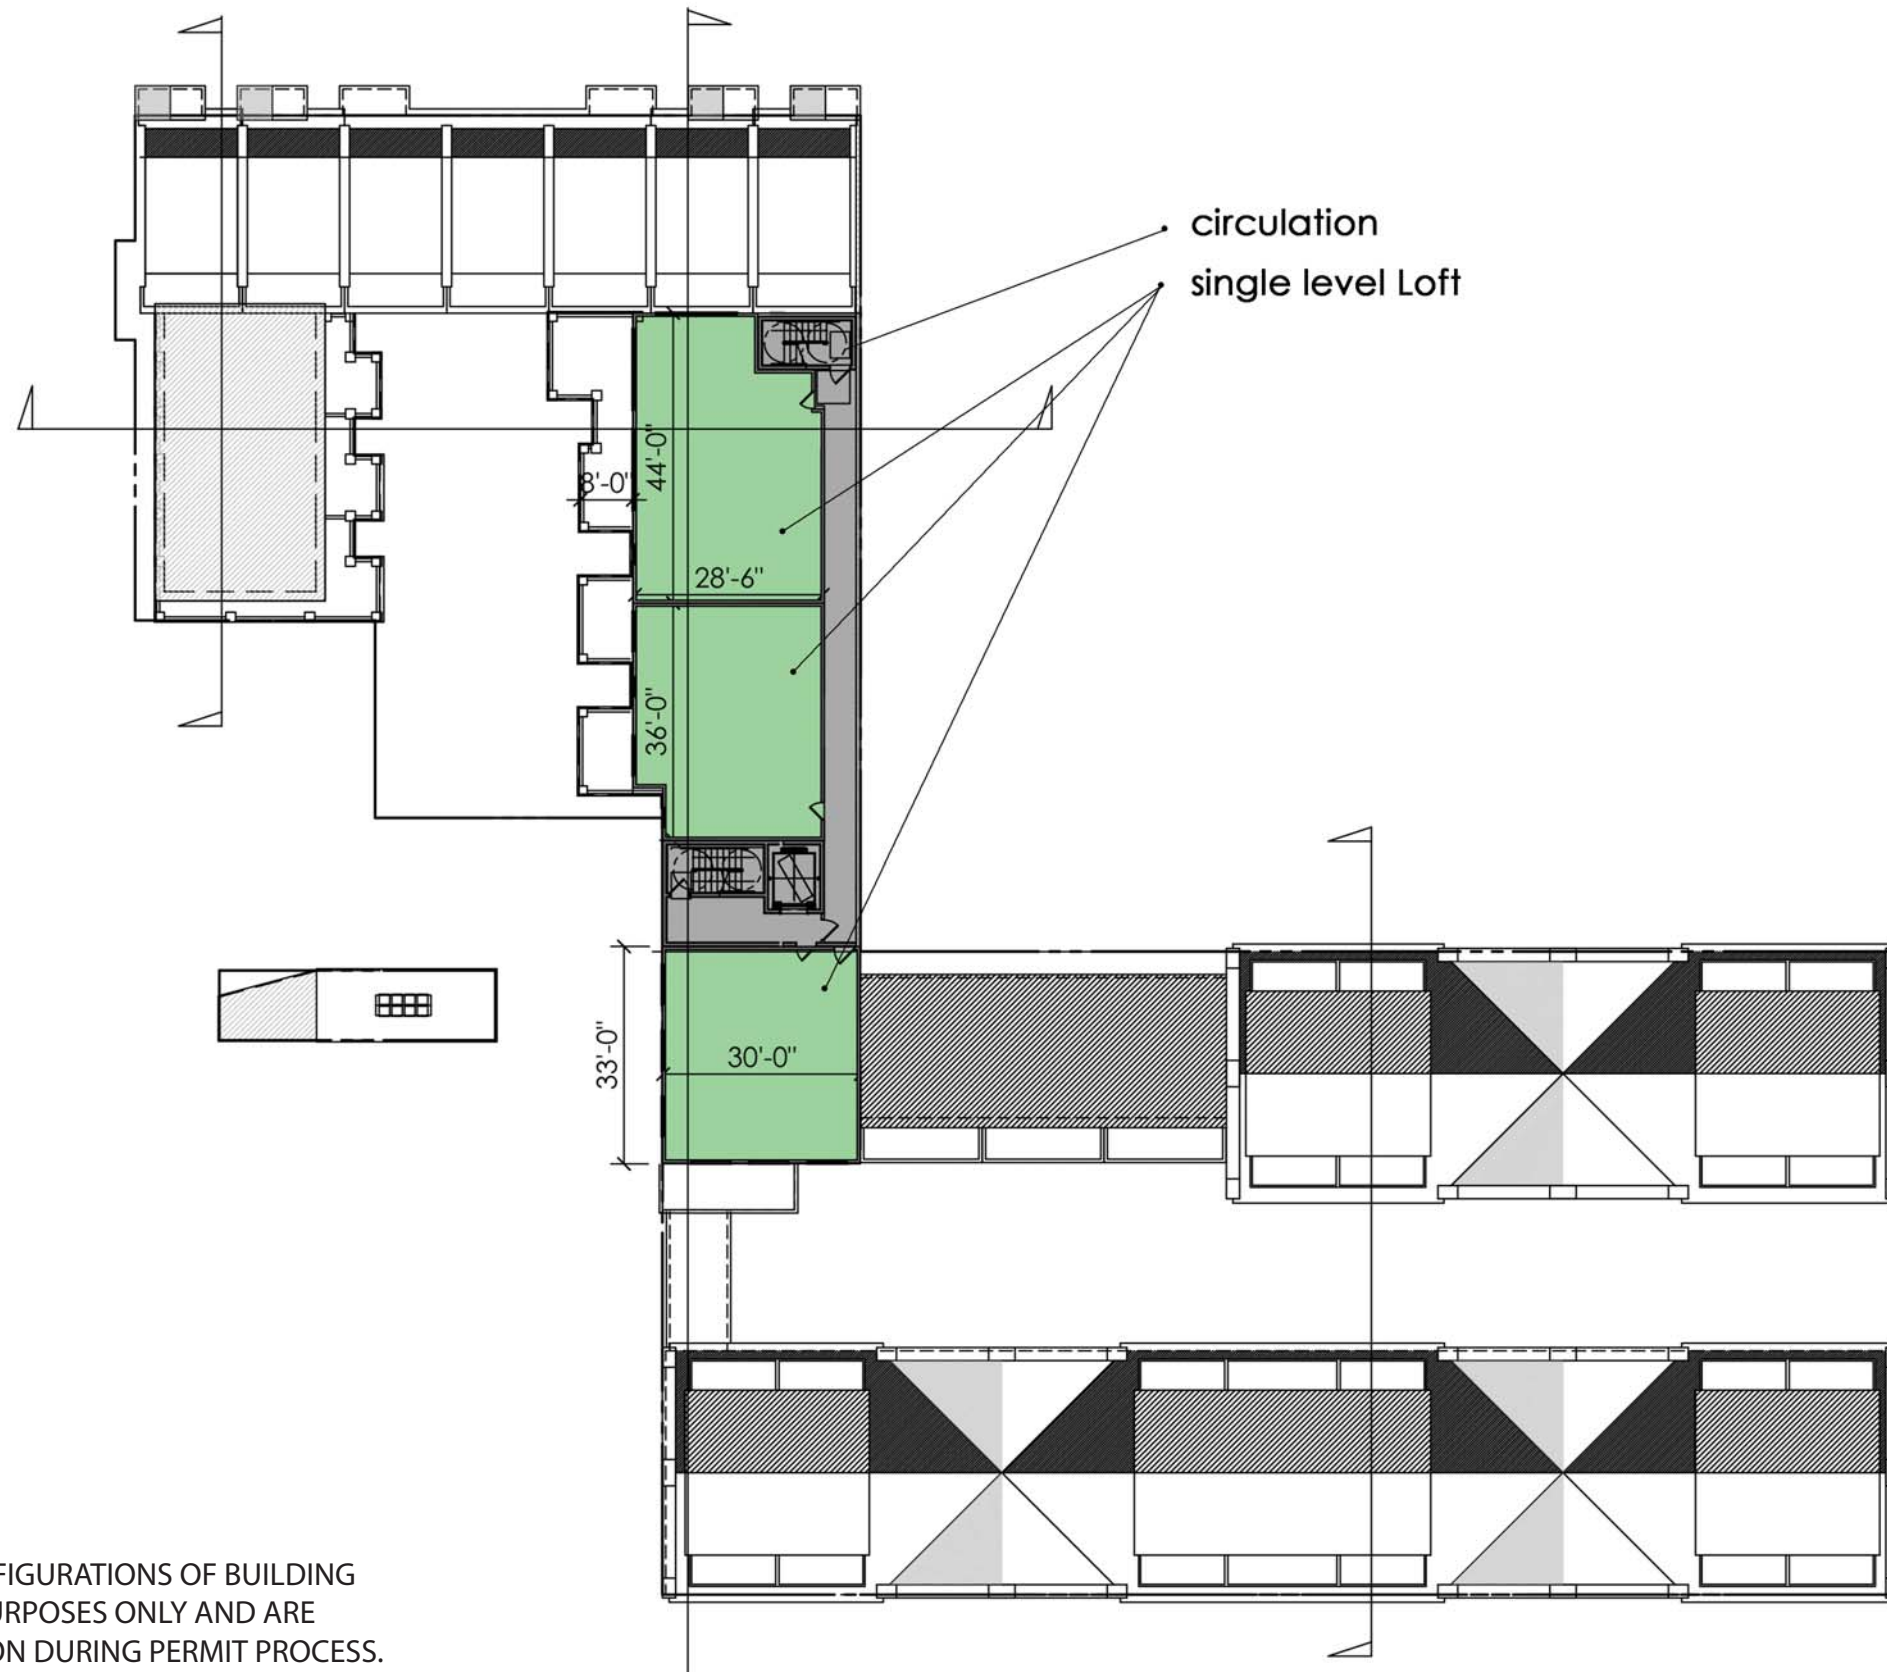 circulation
single level Loft
44'-0"
8'-0"
28'-6"
36'-0"
33'-0"
30'-0"
FIGURATIONS OF BUILDING
URPOSES ONLY AND ARE
ON DURING PERMIT PROCESS.